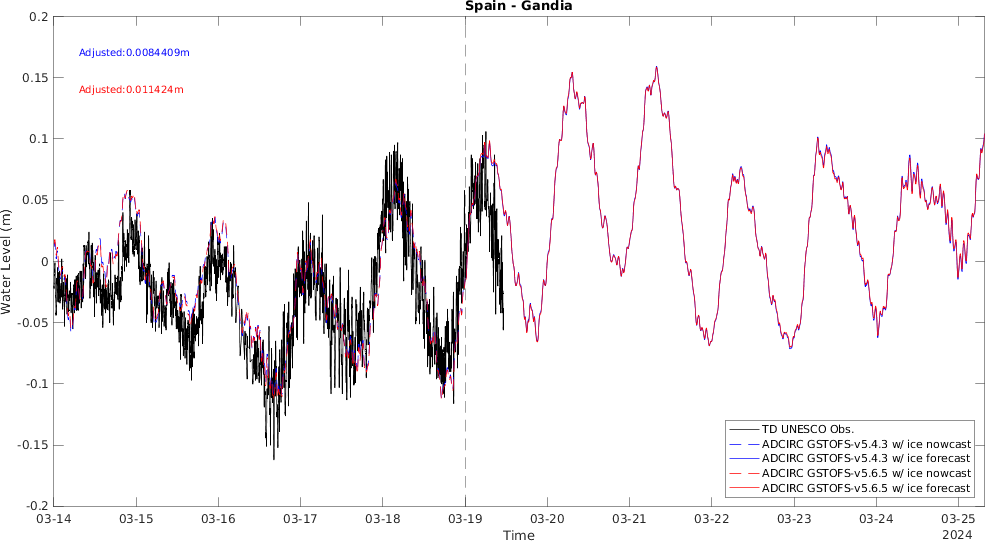 Spain - Gandia
0.2
0.15
0.1
0.05
0
-0.05
-0.1
-0.15
-0.2
Water Level (m)
Adjusted:0.0084409m
Adjusted:0.011424m
TD UNESCO Obs.
ADCIRC GSTOFS-v5.4.3 w/ ice nowcast
ADCIRC GSTOFS-v5.4.3 w/ ice forecast
ADCIRC GSTOFS-v5.6.5 w/ ice nowcast
ADCIRC GSTOFS-v5.6.5 w/ ice forecast
03-14 03-15 03-16 03-17 03-18 03-19 03-20 03-21 03-22 03-23 03-24 03-25
Time
2024